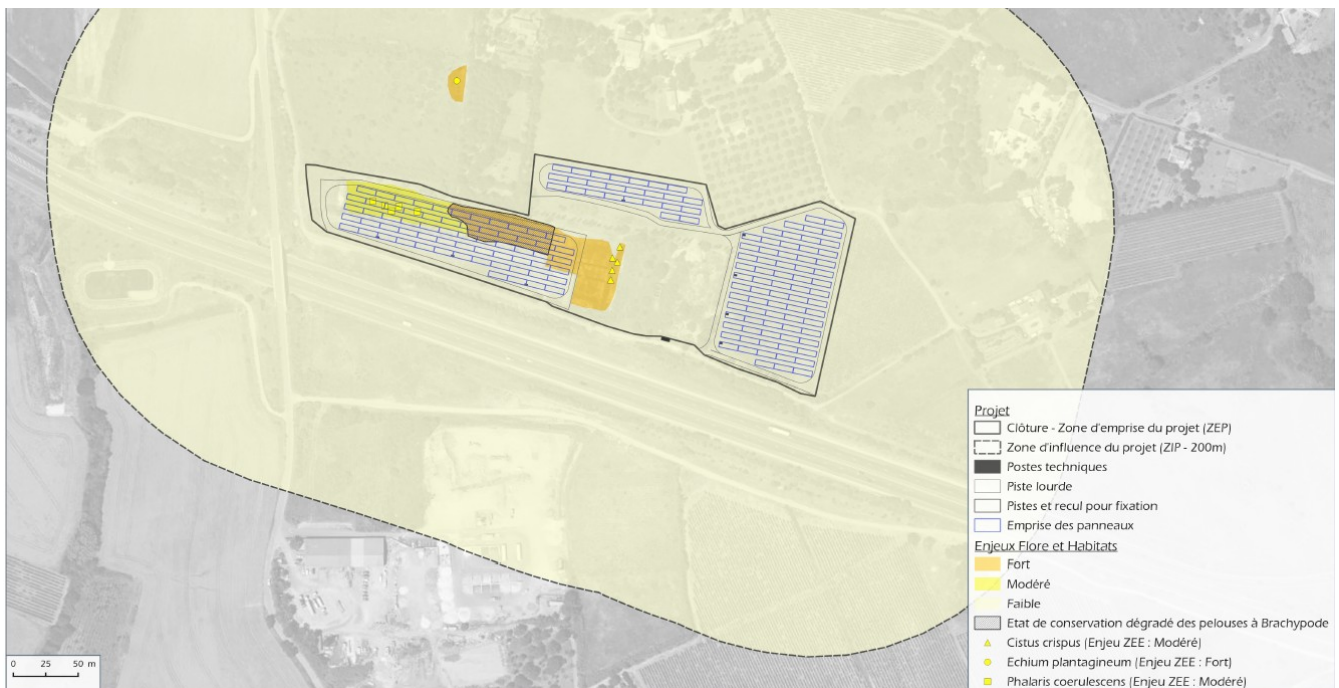 Projet
Clôture - Zone d'emprise du projet (ZEP)
Zone d'influence du projet (ZIP - 200m)
Postes techniques
Piste lourde
Pistes et recul pour fixation
Emprise des panneaux
Enjeux Flore et Habitats
Fort
Modéré
Faible
Etat de conservation dégradé des pelouses à Brachypode
Cistus crispus (Enjeu ZEE : Modéré)
Echium plantagineum (Enjeu ZEE : Fort)
Phalaris coerulescens (Enjeu ZEE : Modéré)
0 25 50 m